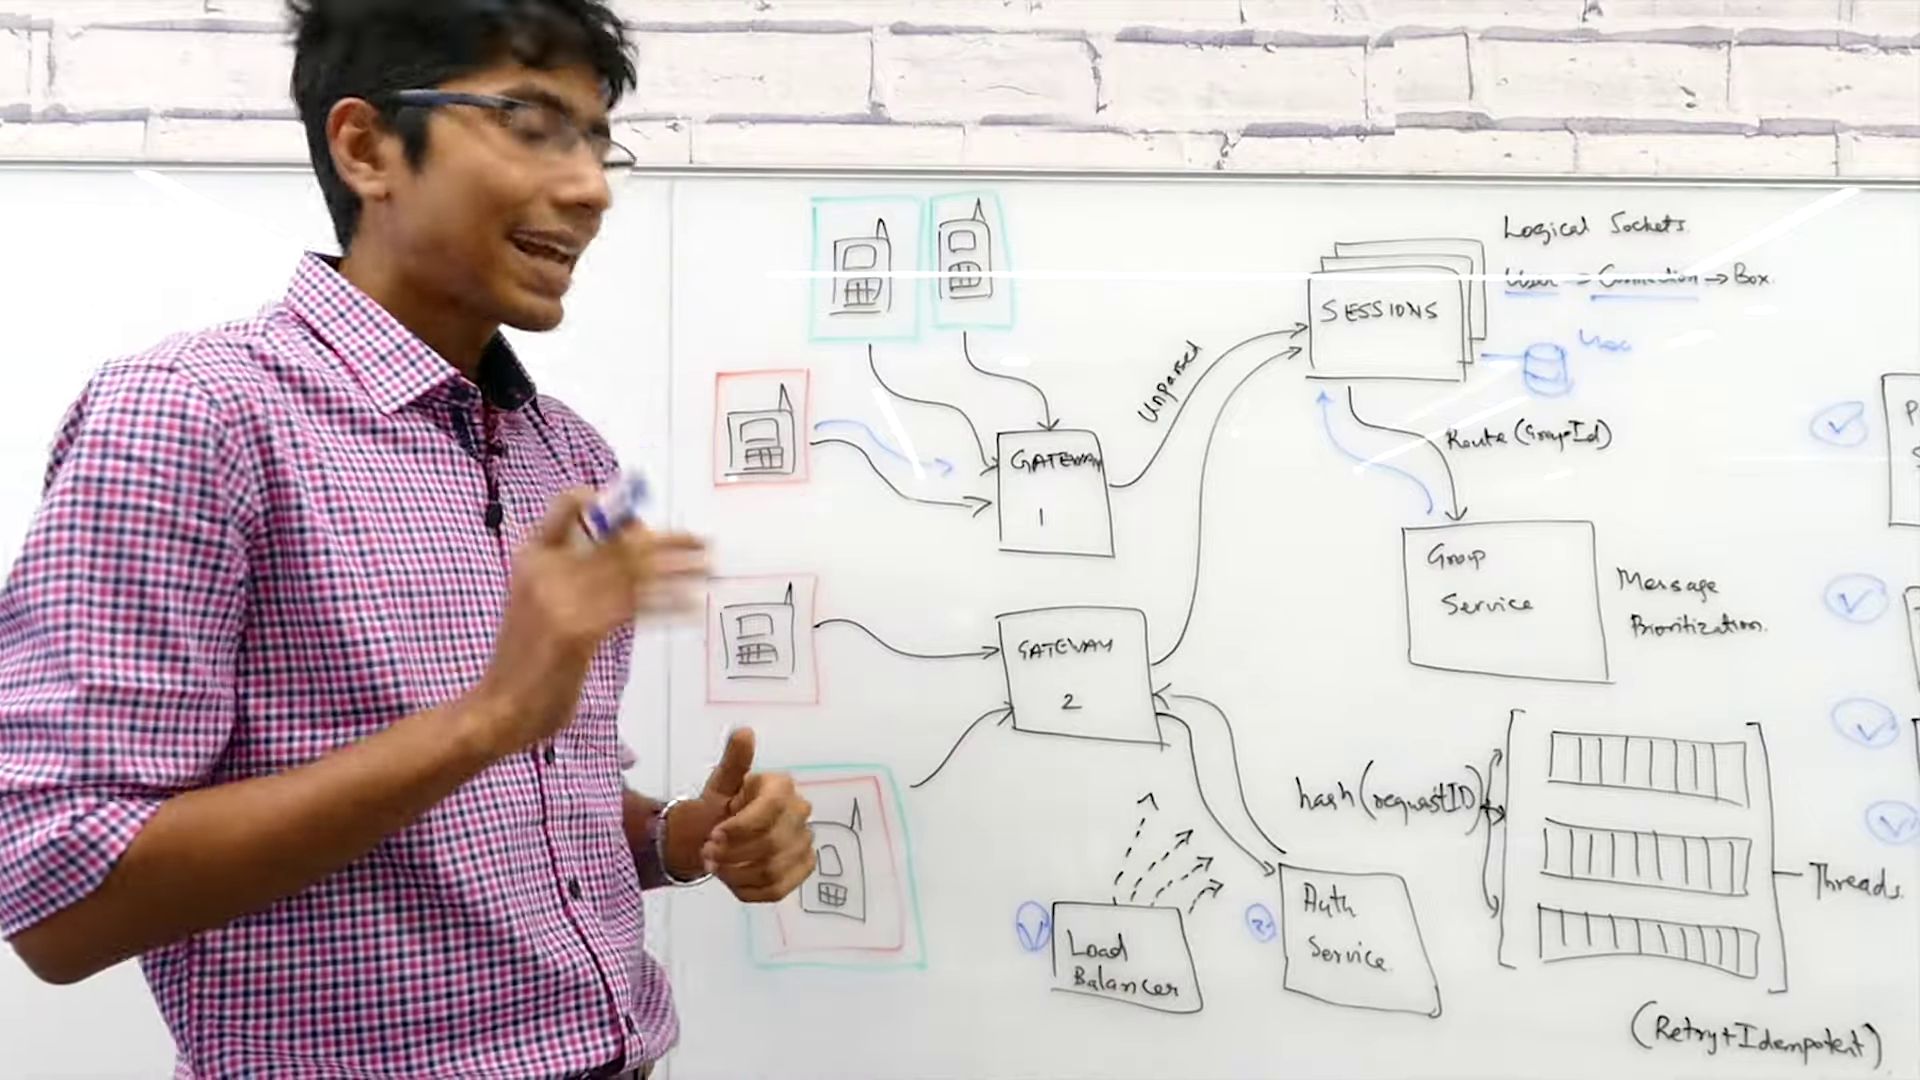 Logical Sockets
User → Connection → Box.
SESSIONS
Unparsed
Route (GroupId)
GATEWAY
1
Group
Service
Message
Prioritization.
GATEWAY
2
hash (requestID)
Threads.
Load
Balancer
Auth
Service
(Retry + Idempotent)